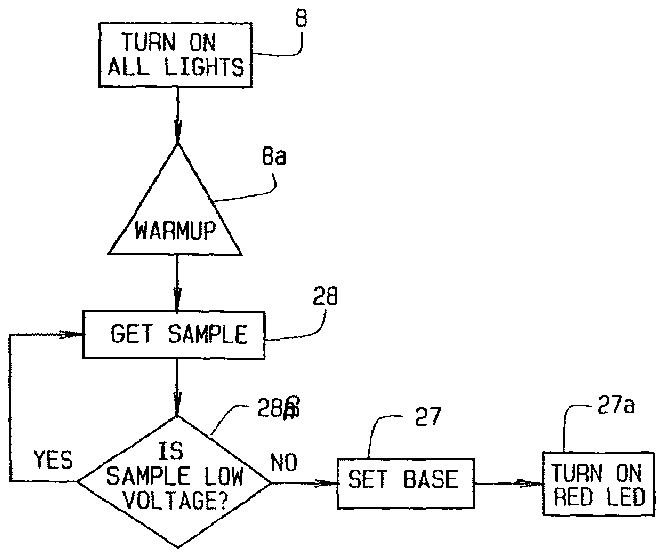 8
TURN ON
ALL LIGHTS
8a
WARMUP
28
GET SAMPLE
27
27a
IS
SAMPLE LOW
VOLTAGE?
YES
NO
SET BASE
TURN ON
RED LED